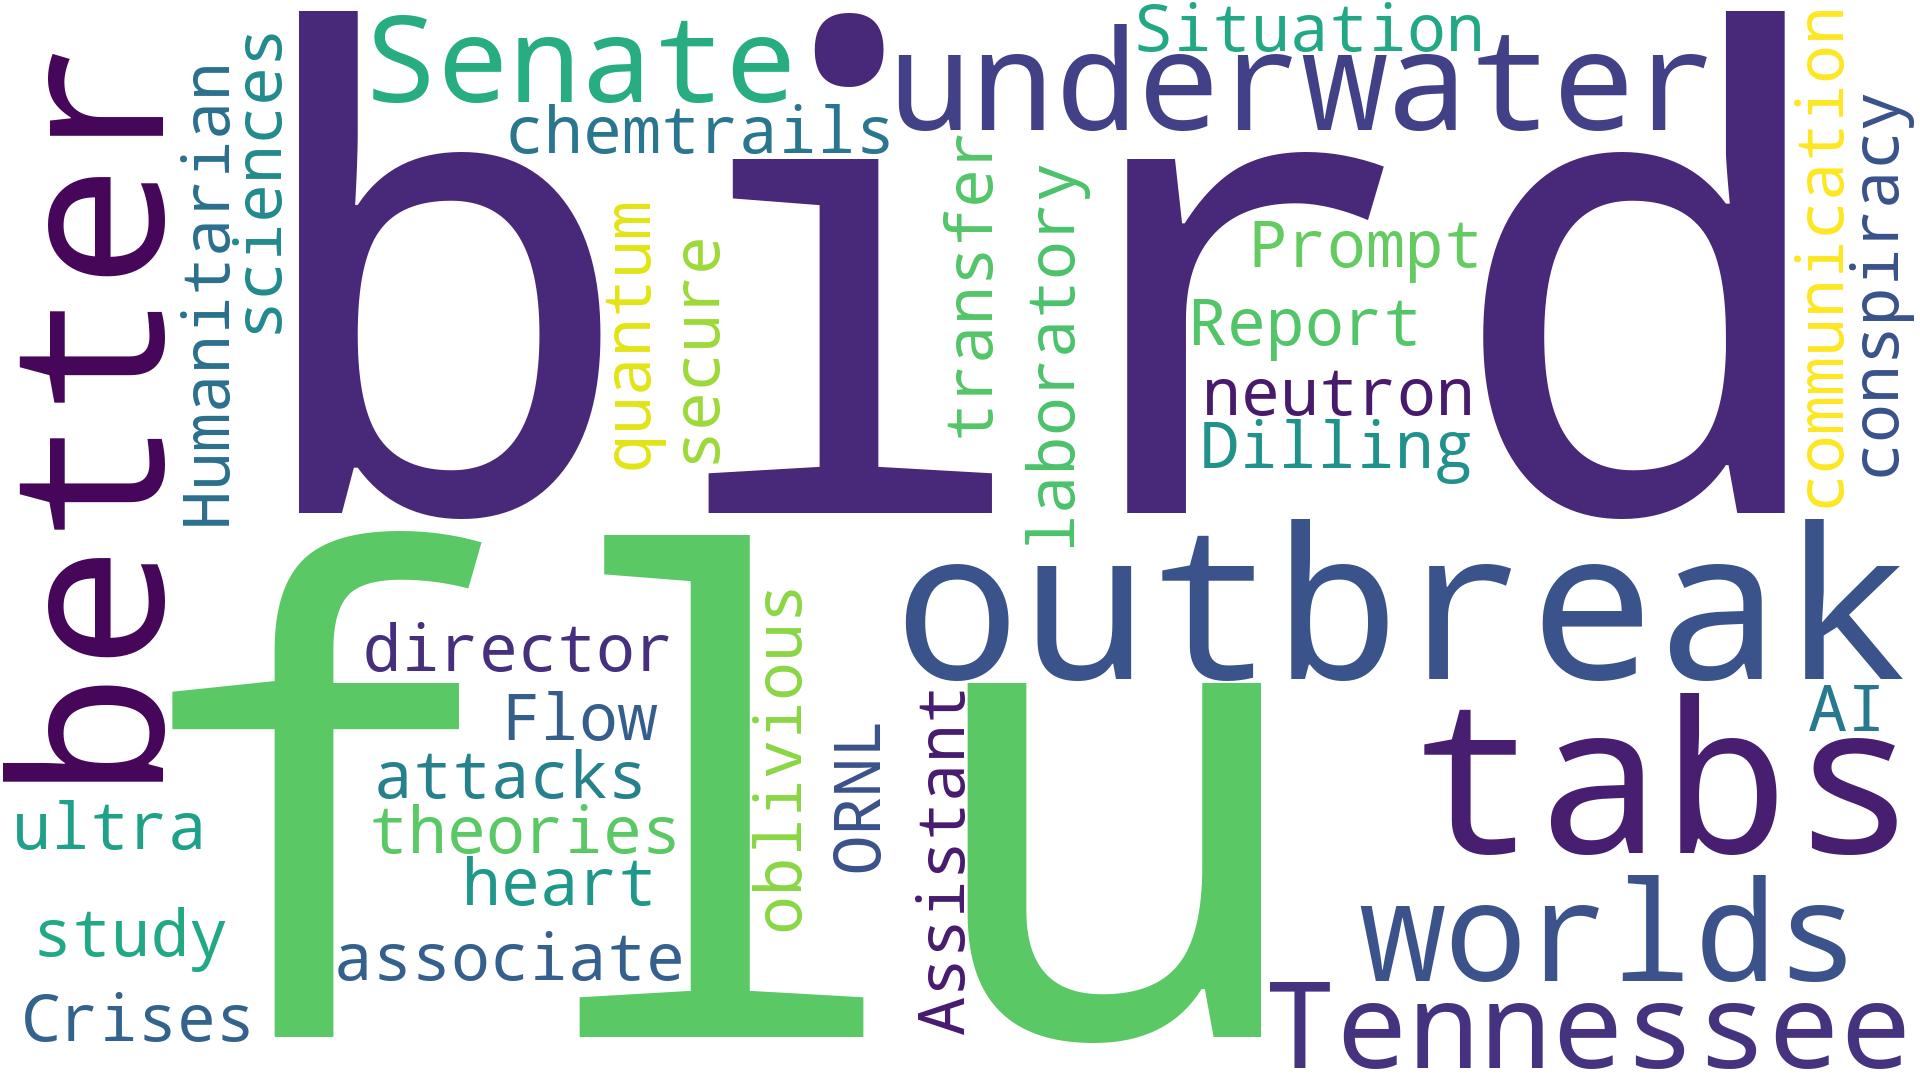 better
Humanitarian
sciences
bird
Senate
chemtrails
underwater
Situation
quantum
secure
transfer
laboratory
Prompt
Report
neutron
Dilling
communication
conspiracy
flu
outbreak
director
Flow
attacks
theories
heart
associate
oblivious
ORNL
Assistant
AI
tabs
worlds
Tennessee
ultra
study
Crises